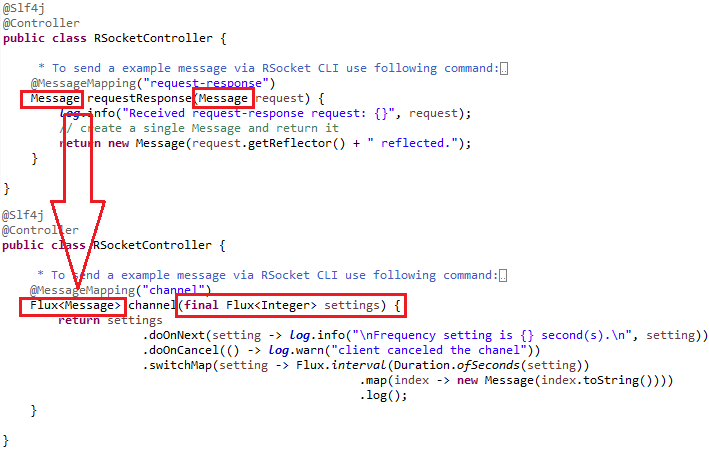 @Slf4j
@Controller
public class RSocketController {
* To send a example message via RSocket CLI use following command:
@MessageMapping("request-response")
Message requestResponse(Message request) {
log.info("Received request-response request: {}", request);
// create a single Message and return it
return new Message(request.getReflector() + " reflected.");
}
}
@Slf4j
@Controller
public class RSocketController {
* To send a example message via RSocket CLI use following command:
@MessageMapping("channel")
Flux<Message> channel(final Flux<Integer> settings) {
return settings
.doOnNext(setting -> log.info("\nFrequency setting is {} second(s).\n", setting))
.doOnCancel(() -> log.warn("client canceled the chanel"))
.switchMap(setting -> Flux.interval(Duration.ofSeconds(setting))
.map(index -> new Message(index.toString())))
.log();
}
}